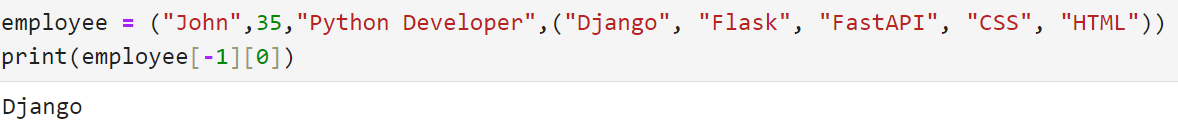 employee = ("John",35,"Python Developer",("Django", "Flask", "FastAPI", "CSS", "HTML"))
print(employee[-1][0])
Django